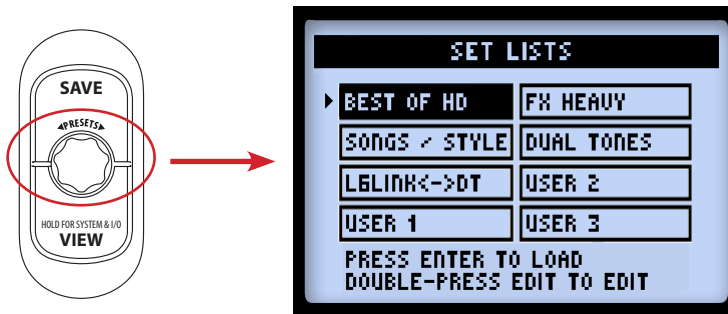 SAVE
◄PRESETS►
HOLD FOR SYSTEM & I/O
VIEW
SET LISTS
BEST OF HD
FX HEAVY
SONGS / STYLE
DUAL TONES
L6LINK<->DT
USER 2
USER 1
USER 3
PRESS ENTER TO LOAD
DOUBLE-PRESS EDIT TO EDIT